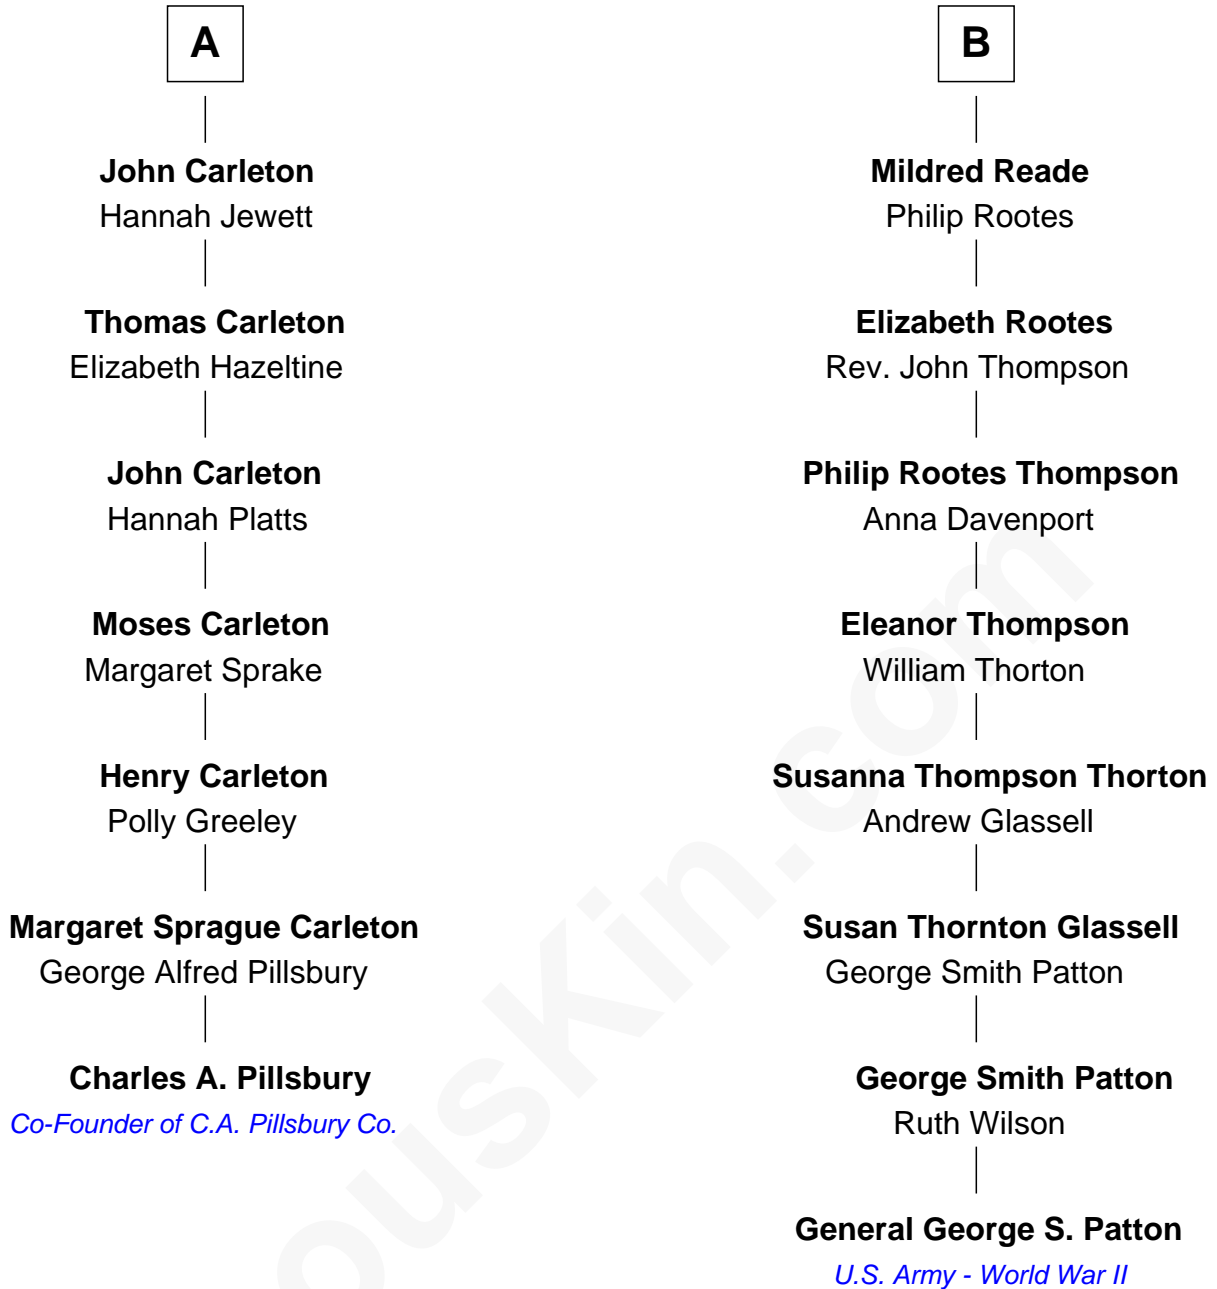 A
John Carleton
Hannah Jewett
Thomas Carleton
Elizabeth Hazeltine
John Carleton
Hannah Platts
Moses Carleton
Margaret Sprake
Henry Carleton
Polly Greeley
Margaret Sprague Carleton
George Alfred Pillsbury
Charles A. Pillsbury
Co-Founder of C.A. Pillsbury Co.
B
Mildred Reade
Philip Rootes
Elizabeth Rootes
Rev. John Thompson
Philip Rootes Thompson
Anna Davenport
Eleanor Thompson
William Thorton
Susanna Thompson Thorton
Andrew Glassell
Susan Thornton Glassell
George Smith Patton
George Smith Patton
Ruth Wilson
General George S. Patton
U.S. Army - World War II
ousKin.com